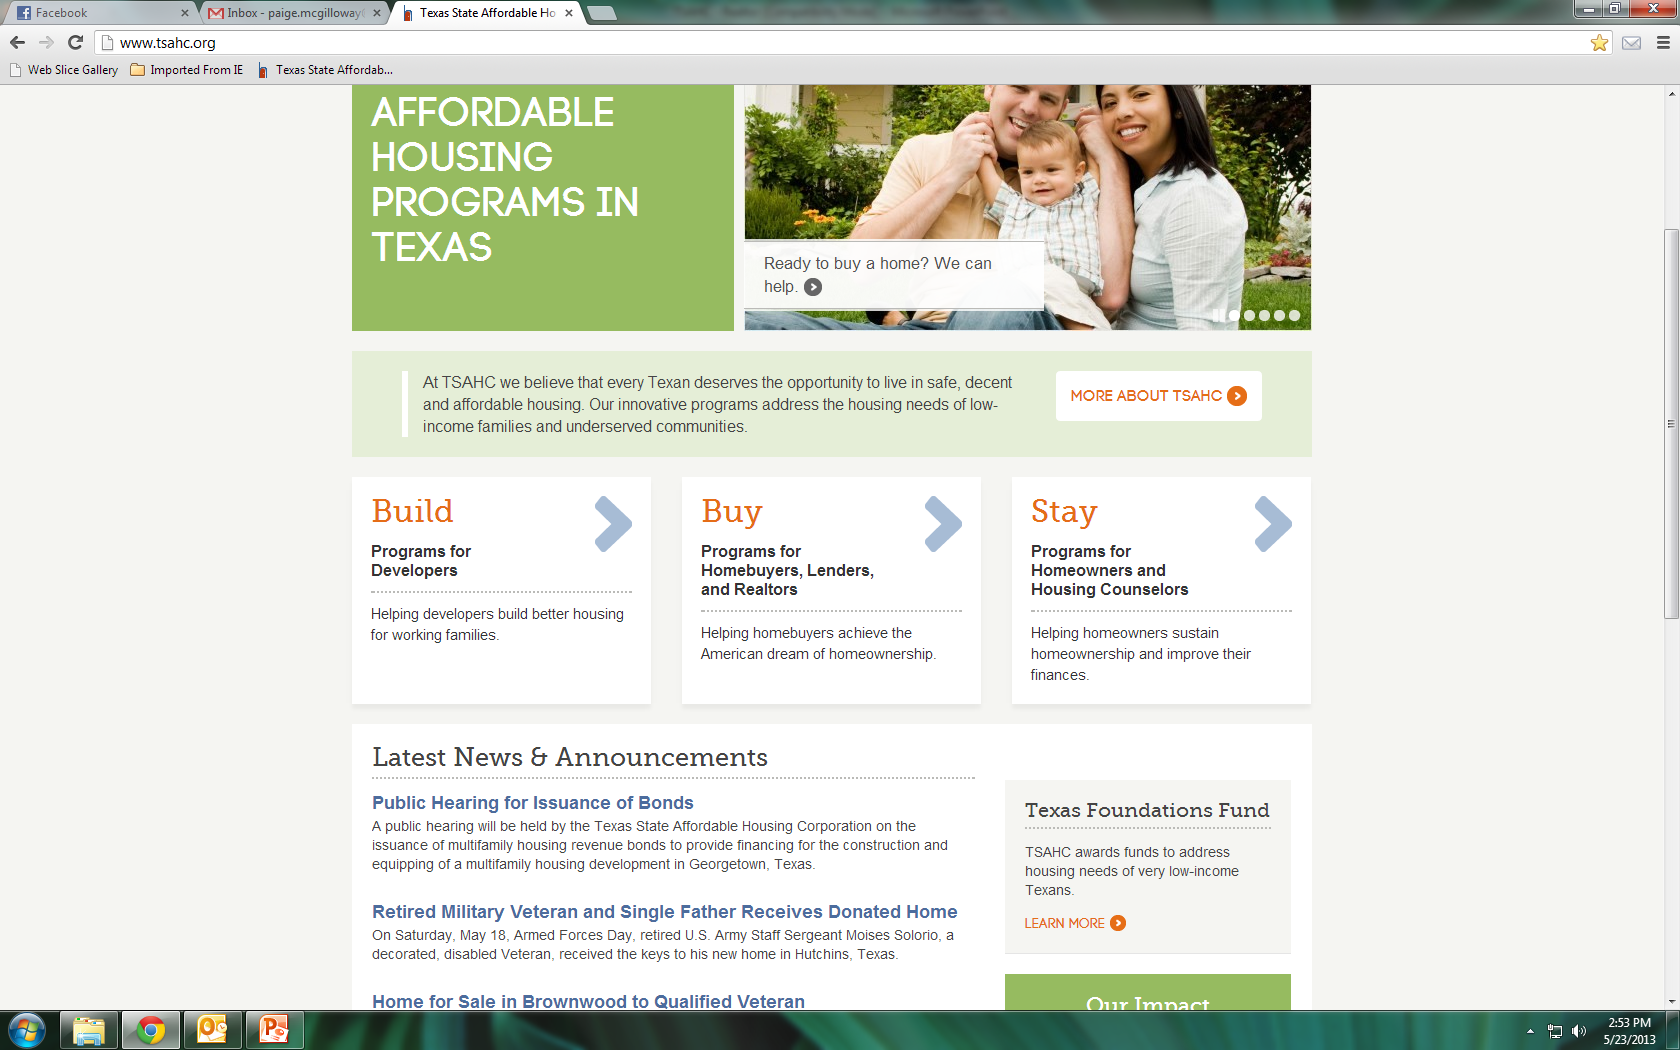 Facebook
Inbox - paige.mcgilloway@
Texas State Affordable Ho
www.tsahc.org
Web Slice Gallery
Imported From IE
Texas State Affordab...
AFFORDABLE
HOUSING
PROGRAMS IN
TEXAS
Ready to buy a home? We can
help.
At TSAHC we believe that every Texan deserves the opportunity to live in safe, decent
and affordable housing. Our innovative programs address the housing needs of low-
income families and underserved communities.
MORE ABOUT TSAHC
Build
Programs for
Developers
Helping developers build better housing
for working families.
Buy
Programs for
Homebuyers, Lenders,
and Realtors
Helping homebuyers achieve the
American dream of homeownership.
Stay
Programs for
Homeowners and
Housing Counselors
Helping homeowners sustain
homeownership and improve their
finances.
Latest News & Announcements
Public Hearing for Issuance of Bonds
A public hearing will be held by the Texas State Affordable Housing Corporation on the
issuance of multifamily housing revenue bonds to provide financing for the construction and
equipping of a multifamily housing development in Georgetown, Texas.
Retired Military Veteran and Single Father Receives Donated Home
On Saturday, May 18, Armed Forces Day, retired U.S. Army Staff Sergeant Moises Solorio, a
decorated, disabled Veteran, received the keys to his new home in Hutchins, Texas.
Home for Sale in Brownwood to Qualified Veteran
Texas Foundations Fund
TSAHC awards funds to address
housing needs of very low-income
Texans.
LEARN MORE
Our Impact
2:53 PM
5/23/2013